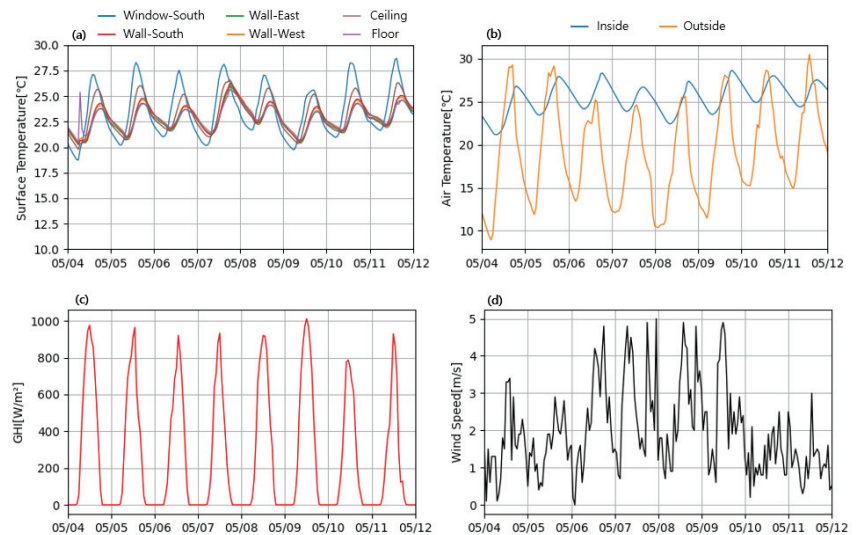 Window-South Wall-East Ceiling
Wall-South Wall-West Floor
(a)
Surface Temperature[℃]
30.0
27.5
25.0
22.5
20.0
17.5
15.0
12.5
10.0
05/04 05/05 05/06 05/07 05/08 05/09 05/10 05/11 05/12
Inside Outside
(b)
Air Temperature[℃]
30
25
20
15
10
05/04 05/05 05/06 05/07 05/08 05/09 05/10 05/11 05/12
(c)
GHI[W/m²]
1000
800
600
400
200
0
05/04 05/05 05/06 05/07 05/08 05/09 05/10 05/11 05/12
(d)
Wind Speed[m/s]
5
4
3
2
1
0
05/04 05/05 05/06 05/07 05/08 05/09 05/10 05/11 05/12